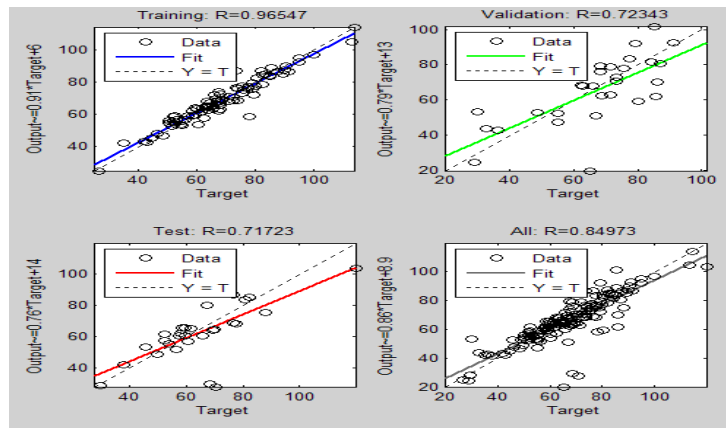 Training: R=0.96547
Output~=0.91*Target+6
100
80
60
40
Data
Fit
Y = T
40 60 80 100
Target
Validation: R=0.72343
Output~=0.79*Target+13
100
80
60
40
20
Data
Fit
Y = T
20 40 60 80 100
Target
Test: R=0.71723
Output~=0.76*Target+14
100
80
60
40
Data
Fit
Y = T
40 60 80 100 120
Target
All: R=0.84973
Output~=0.86*Target+8.9
100
80
60
40
20
Data
Fit
Y = T
20 40 60 80 100
Target